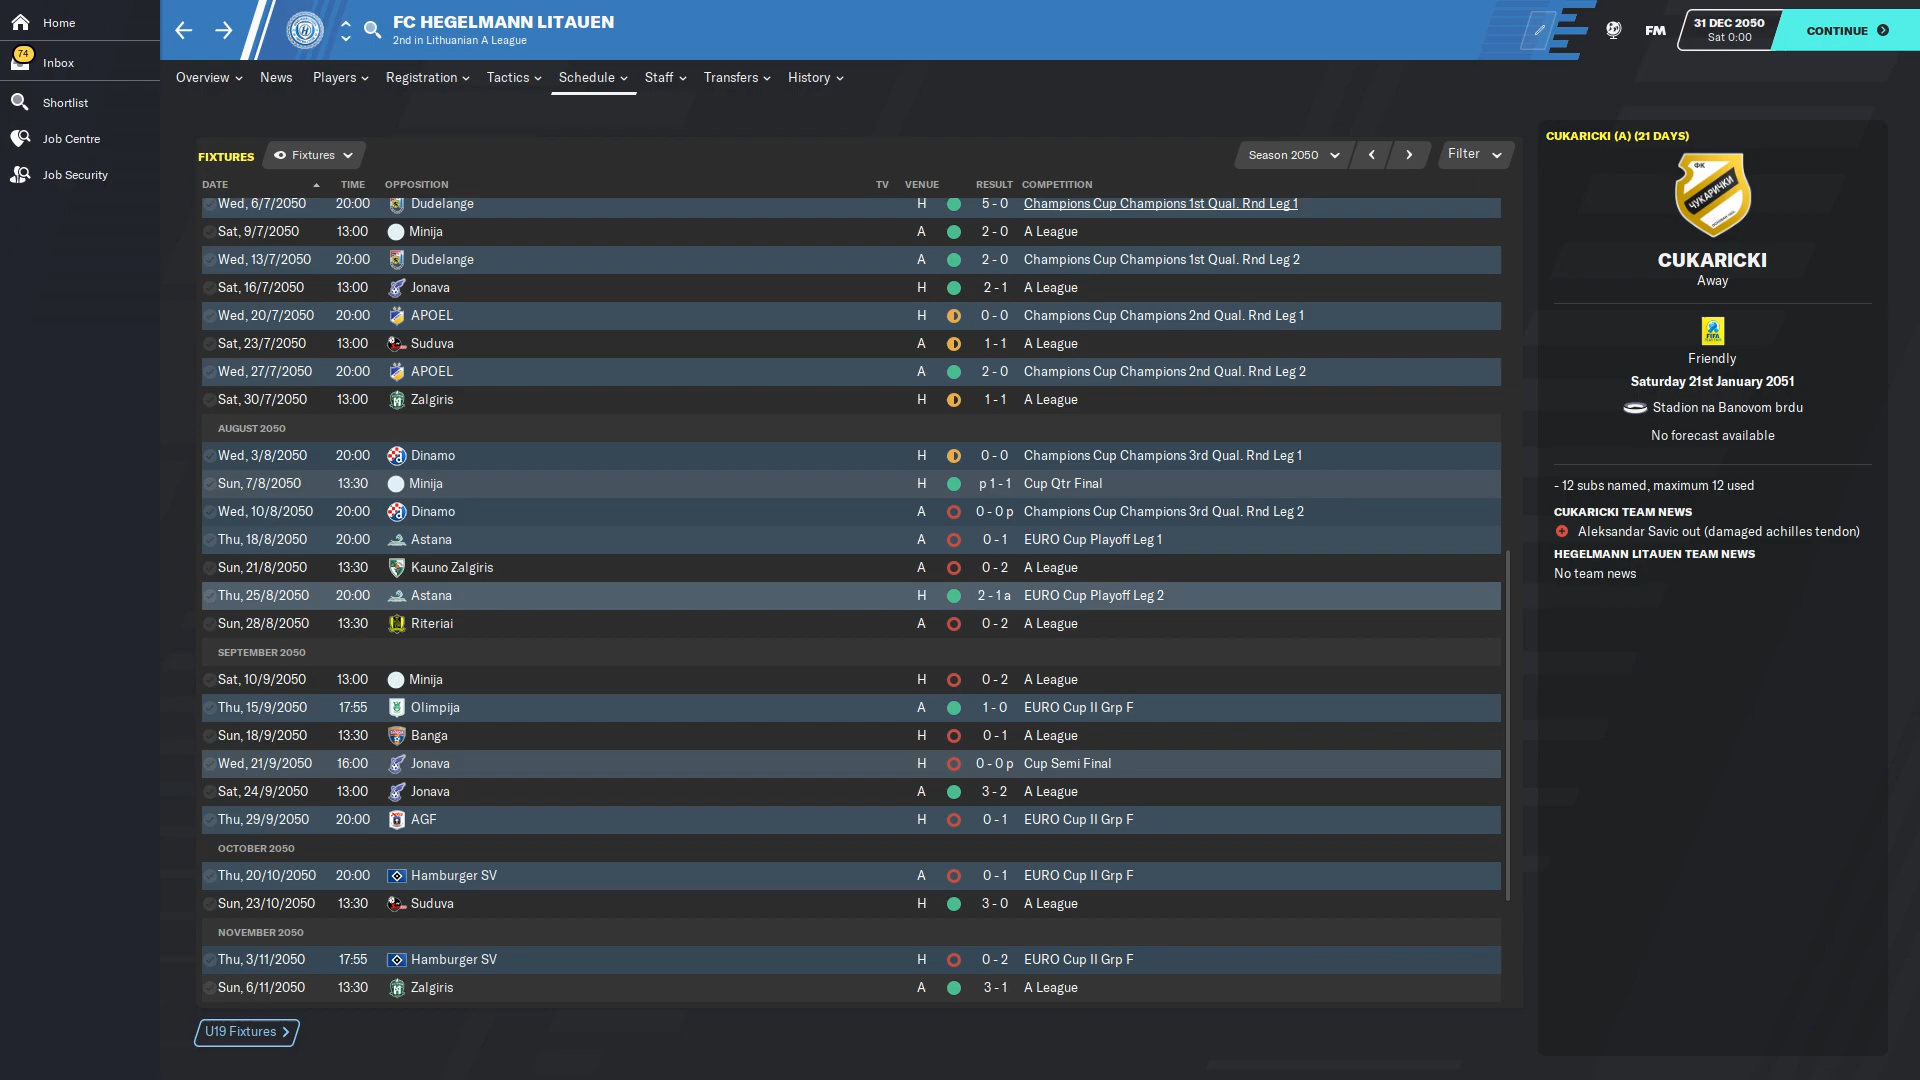 Home
74
Inbox
Shortlist
Job Centre
Job Security
FC HEGELMANN LITAUEN
2nd in Lithuanian A League
FM
31 DEC 2050
Sat 0:00
CONTINUE
Overview
News
Players
Registration
Tactics
Schedule
Staff
Transfers
History
FIXTURES
Fixtures
Season 2050
Filter
DATE TIME OPPOSITION TV VENUE RESULT COMPETITION
Wed, 6/7/2050 20:00 Dudelange H 5 - 0 Champions Cup Champions 1st Qual. Rnd Leg 1
Sat, 9/7/2050 13:00 Minija A 2 - 0 A League
Wed, 13/7/2050 20:00 Dudelange A 2 - 0 Champions Cup Champions 1st Qual. Rnd Leg 2
Sat, 16/7/2050 13:00 Jonava H 2 - 1 A League
Wed, 20/7/2050 20:00 APOEL H 0 - 0 Champions Cup Champions 2nd Qual. Rnd Leg 1
Sat, 23/7/2050 13:00 Suduva A 1 - 1 A League
Wed, 27/7/2050 20:00 APOEL A 2 - 0 Champions Cup Champions 2nd Qual. Rnd Leg 2
Sat, 30/7/2050 13:00 Zalgiris H 1 - 1 A League
AUGUST 2050
Wed, 3/8/2050 20:00 Dinamo H 0 - 0 Champions Cup Champions 3rd Qual. Rnd Leg 1
Sun, 7/8/2050 13:30 Minija H p 1 - 1 Cup Qtr Final
Wed, 10/8/2050 20:00 Dinamo A 0 - 0 p Champions Cup Champions 3rd Qual. Rnd Leg 2
Thu, 18/8/2050 20:00 Astana A 0 - 1 EURO Cup Playoff Leg 1
Sun, 21/8/2050 13:30 Kauno Zalgiris A 0 - 2 A League
Thu, 25/8/2050 20:00 Astana H 2 - 1 a EURO Cup Playoff Leg 2
Sun, 28/8/2050 13:30 Riteriai A 0 - 2 A League
SEPTEMBER 2050
Sat, 10/9/2050 13:00 Minija H 0 - 2 A League
Thu, 15/9/2050 17:55 Olimpija A 1 - 0 EURO Cup II Grp F
Sun, 18/9/2050 13:30 Banga H 0 - 1 A League
Wed, 21/9/2050 16:00 Jonava H 0 - 0 p Cup Semi Final
Sat, 24/9/2050 13:00 Jonava A 3 - 2 A League
Thu, 29/9/2050 20:00 AGF H 0 - 1 EURO Cup II Grp F
OCTOBER 2050
Thu, 20/10/2050 20:00 Hamburger SV A 0 - 1 EURO Cup II Grp F
Sun, 23/10/2050 13:30 Suduva H 3 - 0 A League
NOVEMBER 2050
Thu, 3/11/2050 17:55 Hamburger SV H 0 - 2 EURO Cup II Grp F
Sun, 6/11/2050 13:30 Zalgiris A 3 - 1 A League
U19 Fixtures
CUKARICKI (A) (21 DAYS)
ФК
ЧУКАРИЧКИ
CUKARICKI
Away
FIFA
Friendly
Saturday 21st January 2051
Stadion na Banovom brdu
No forecast available
- 12 subs named, maximum 12 used
CUKARICKI TEAM NEWS
Aleksandar Savic out (damaged achilles tendon)
HEGELMANN LITAUEN TEAM NEWS
No team news